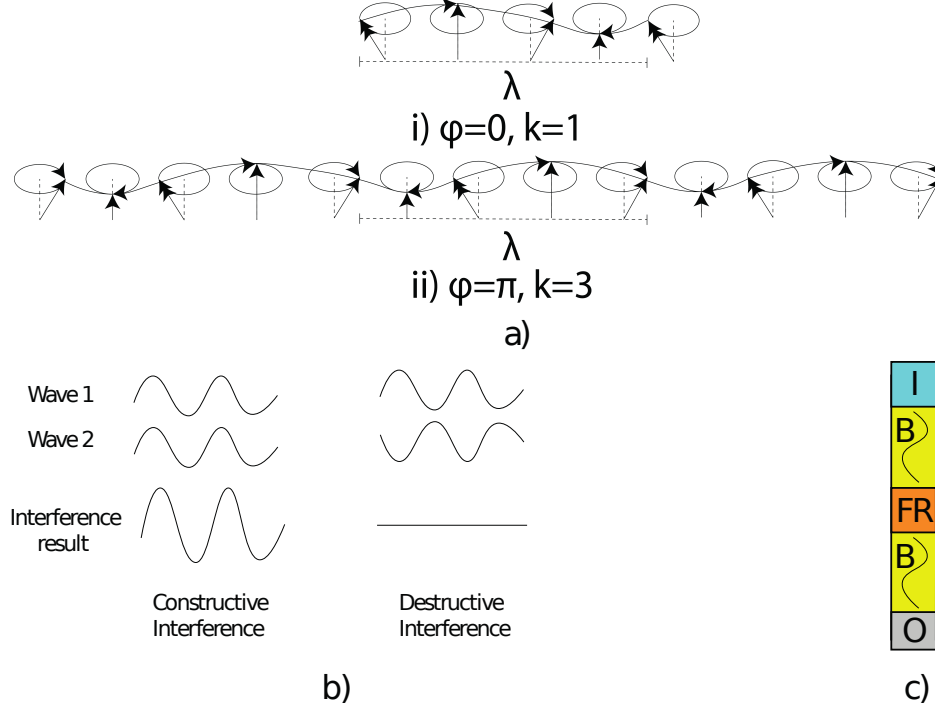 λ
i) φ=0, k=1
λ
ii) φ=π, k=3
a)
Wave 1
Wave 2
Interference
result
Constructive
Interference
Destructive
Interference
b)
I
B
FR
B
O
c)